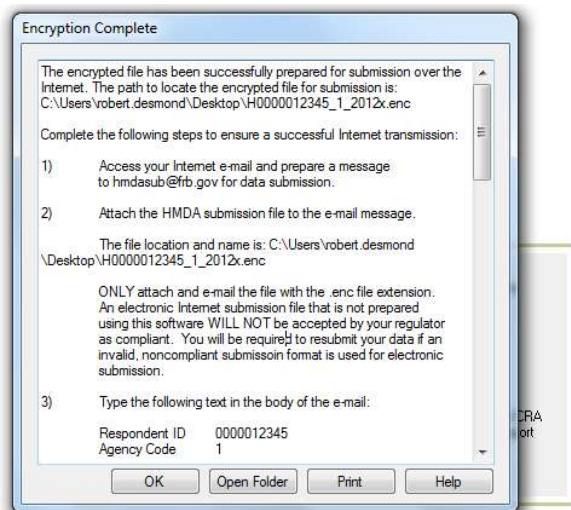 Encryption Complete
The encrypted file has been successfully prepared for submission over the
Internet. The path to locate the encrypted file for submission is:
C:\Users\robert.desmond\Desktop\H0000012345_1_2012x.enc
Complete the following steps to ensure a successful Internet transmission:
1) Access your Internet e-mail and prepare a message
to hmdasub@frb.gov for data submission.
2) Attach the HMDA submission file to the e-mail message.
The file location and name is: C:\Users\robert.desmond
\Desktop\H0000012345_1_2012x.enc
ONLY attach and e-mail the file with the .enc file extension.
An electronic Internet submission file that is not prepared
using this software WILL NOT be accepted by your regulator
as compliant. You will be required to resubmit your data if an
invalid, noncompliant submissoin format is used for electronic
submission.
3) Type the following text in the body of the e-mail:
Respondent ID 0000012345
Agency Code 1
OK Open Folder Print Help
CRA
ort